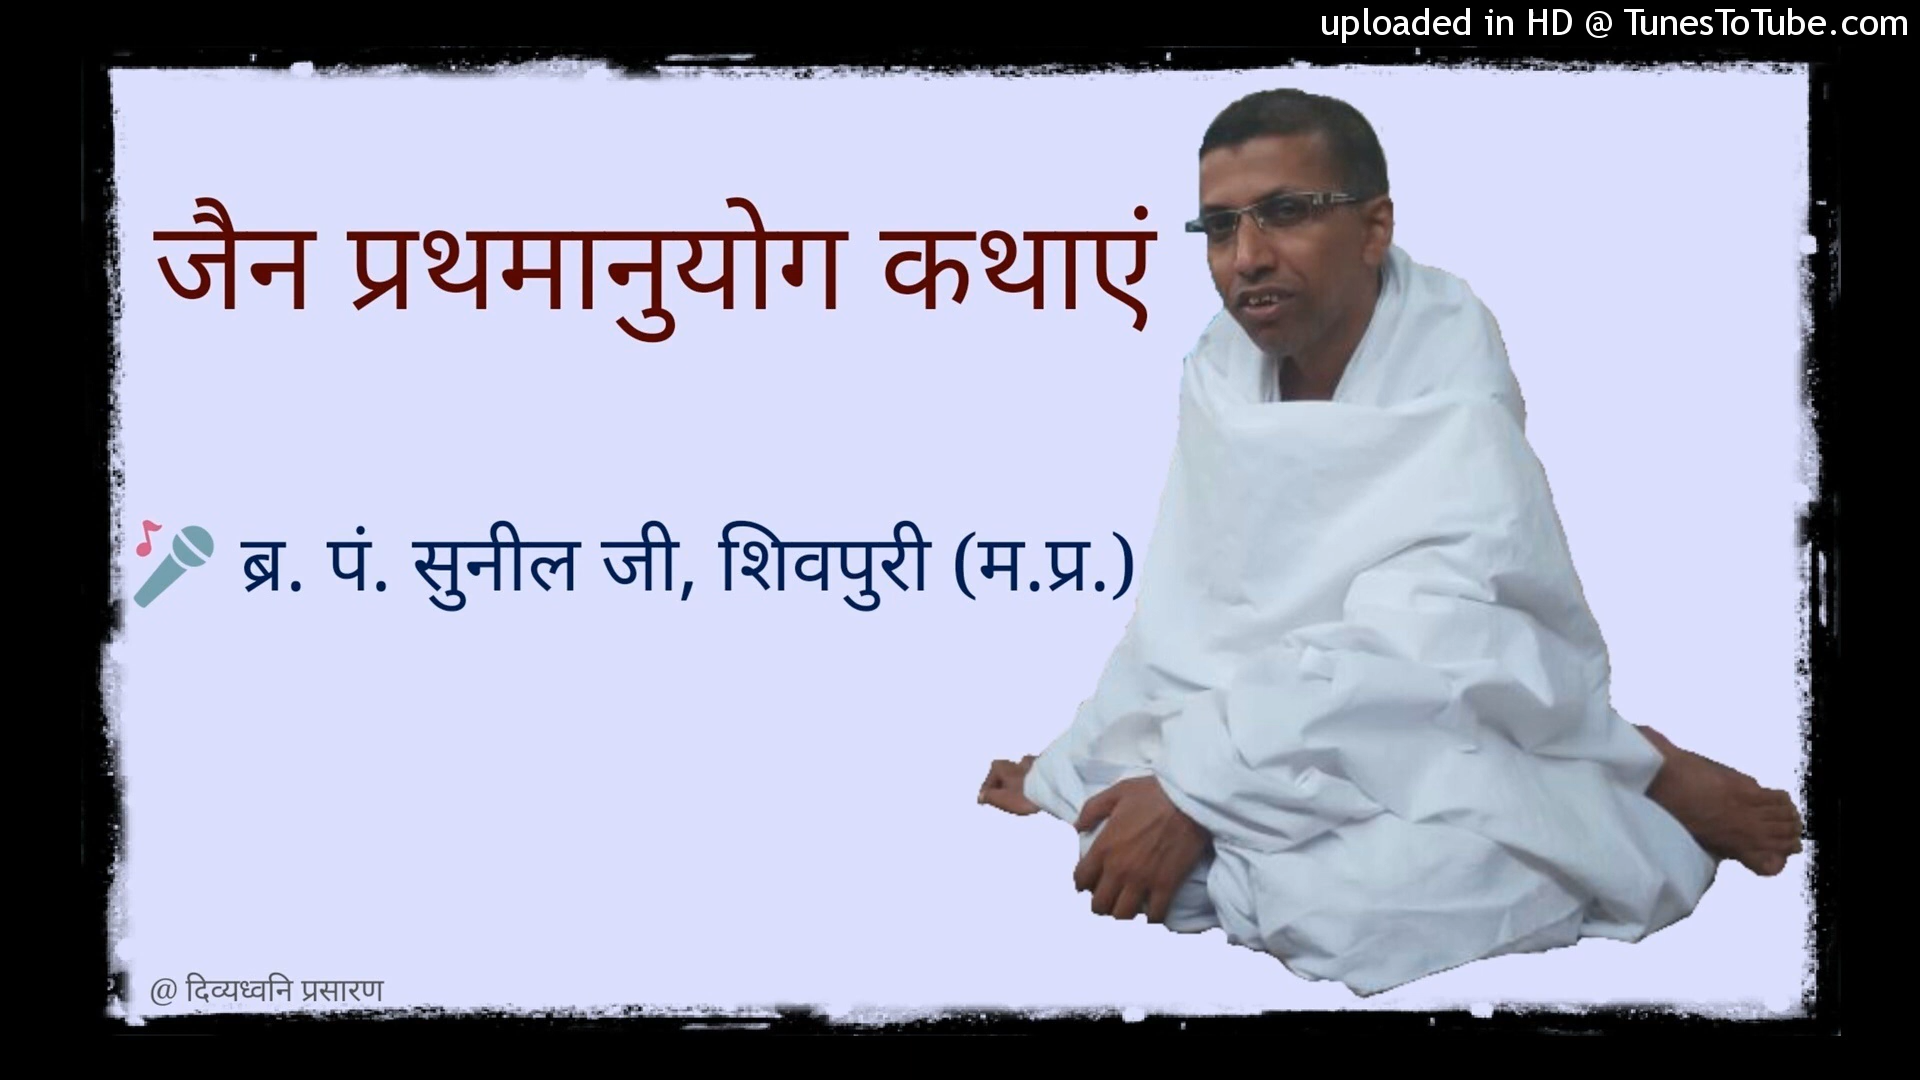 uploaded in HD @ TunesToTube.com
जैन प्रथमानुयोग कथाएं
ब्र. पं. सुनील जी, शिवपुरी (म.प्र.)
@ दिव्यध्वनि प्रसारण